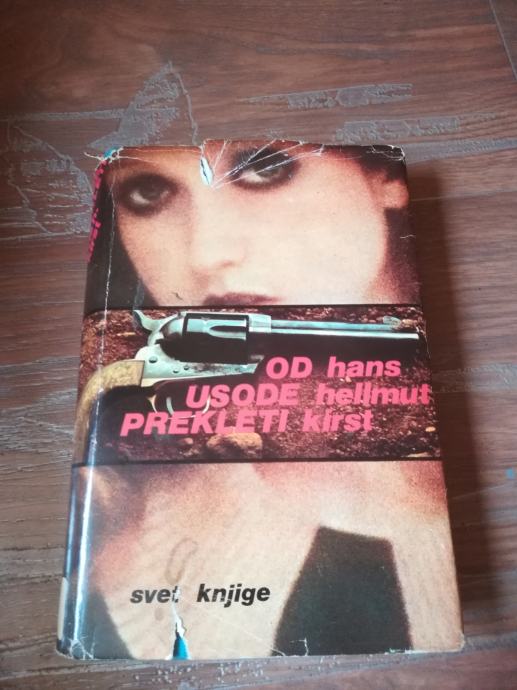 OD hans
USODE hellmut
PREKLETI kirst
svet knjige